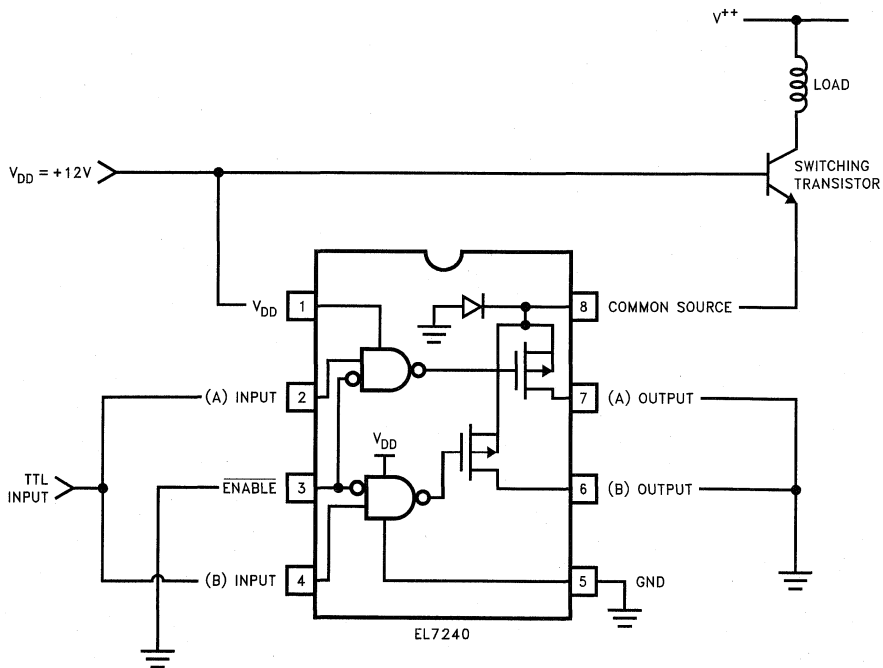 V++
LOAD
VDD = +12V
SWITCHING
TRANSISTOR
VDD
1
8
COMMON SOURCE
(A) INPUT
2
7
(A) OUTPUT
VDD
TTL
INPUT
ENABLE
3
6
(B) OUTPUT
(B) INPUT
4
5
GND
EL7240